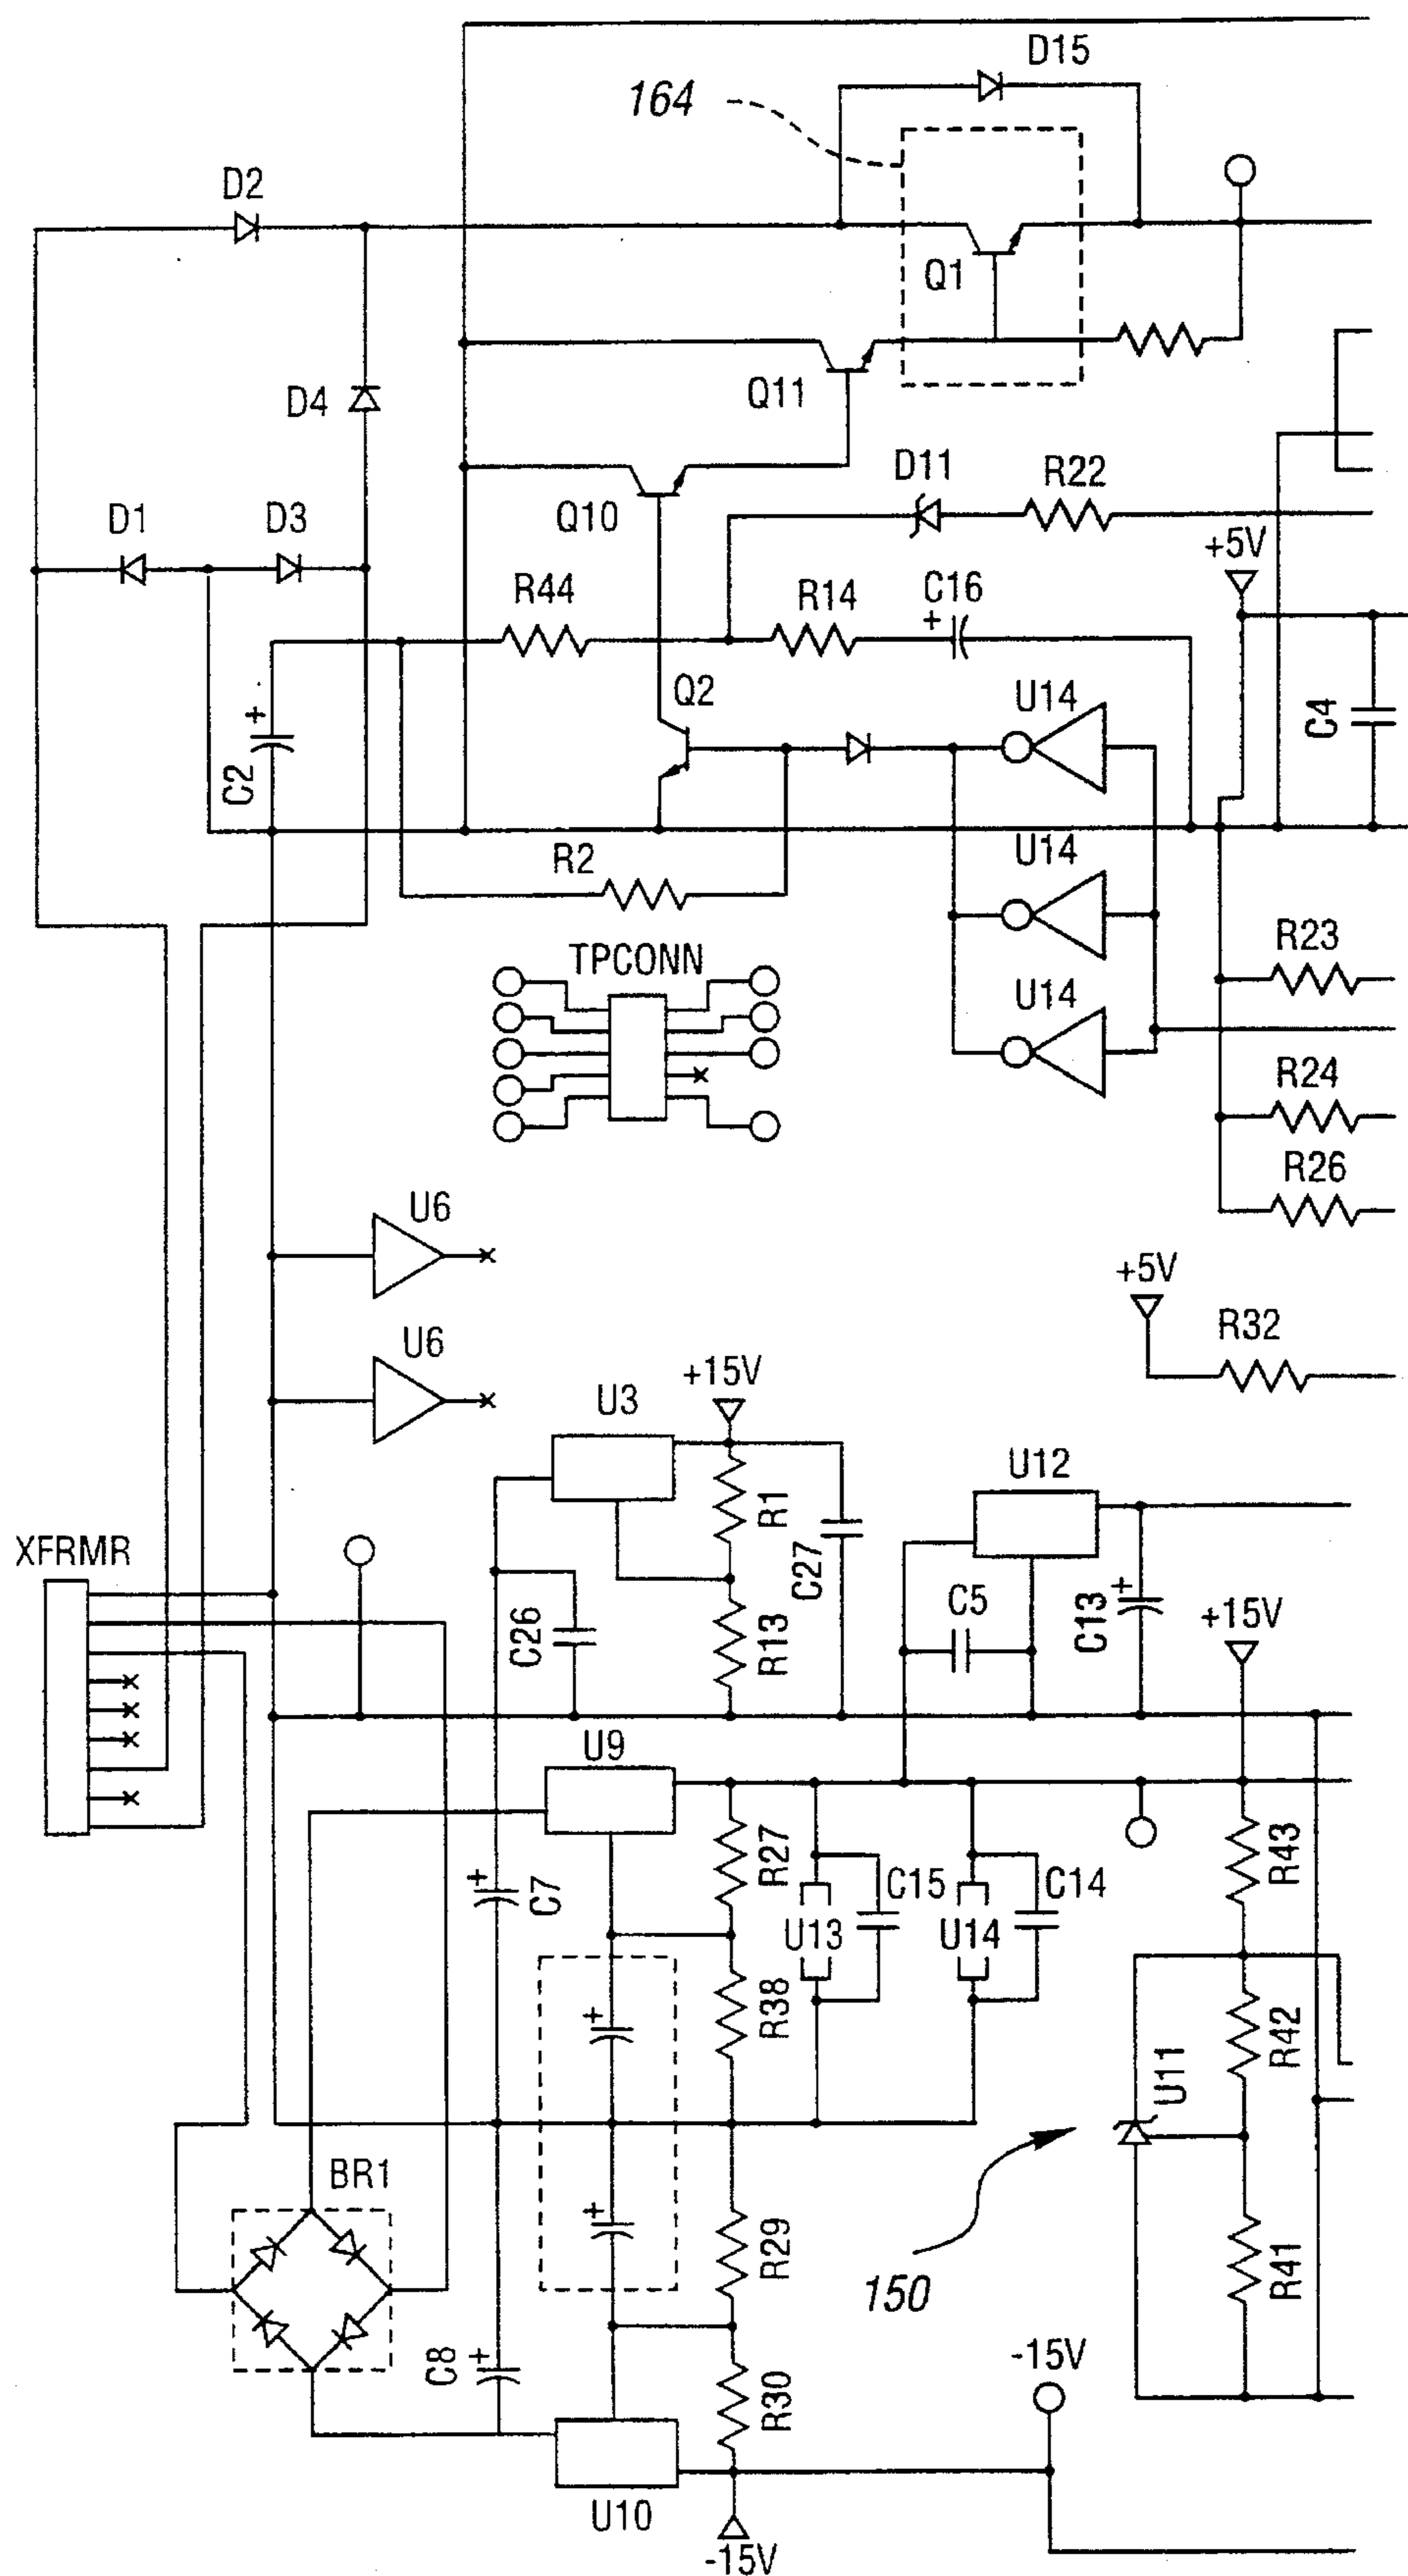 D15
164
D2
Q1
D4
Q11
D11
R22
Q10
D1
D3
+5V
R44
R14
C16
+
Q2
U14
C4
+
C2
U14
R2
R23
TPCONN
U14
R24
R26
U6
+5V
R32
U6
+15V
U3
U12
R1
XFRMR
C27
C5
+
C13
+15V
C26
R13
U9
R27
R43
+
C7
C15
C14
U13
U14
+
R38
R42
U11
BR1
+
R29
150
R41
C8
+
-15V
R30
U10
-15V